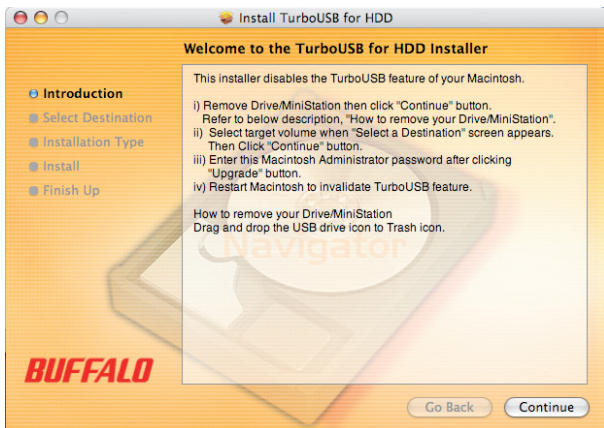 Install TurboUSB for HDD
Welcome to the TurboUSB for HDD Installer
Introduction
Select Destination
Installation Type
Install
Finish Up
This installer disables the TurboUSB feature of your Macintosh.
i) Remove Drive/MiniStation then click "Continue" button.
Refer to below description, "How to remove your Drive/MiniStation".
ii) Select target volume when "Select a Destination" screen appears.
Then Click "Continue" button.
iii) Enter this Macintosh Administrator password after clicking
"Upgrade" button.
iv) Restart Macintosh to invalidate TurboUSB feature.
How to remove your Drive/MiniStation
Drag and drop the USB drive icon to Trash icon.
Navigator
BUFFALO
Go Back
Continue